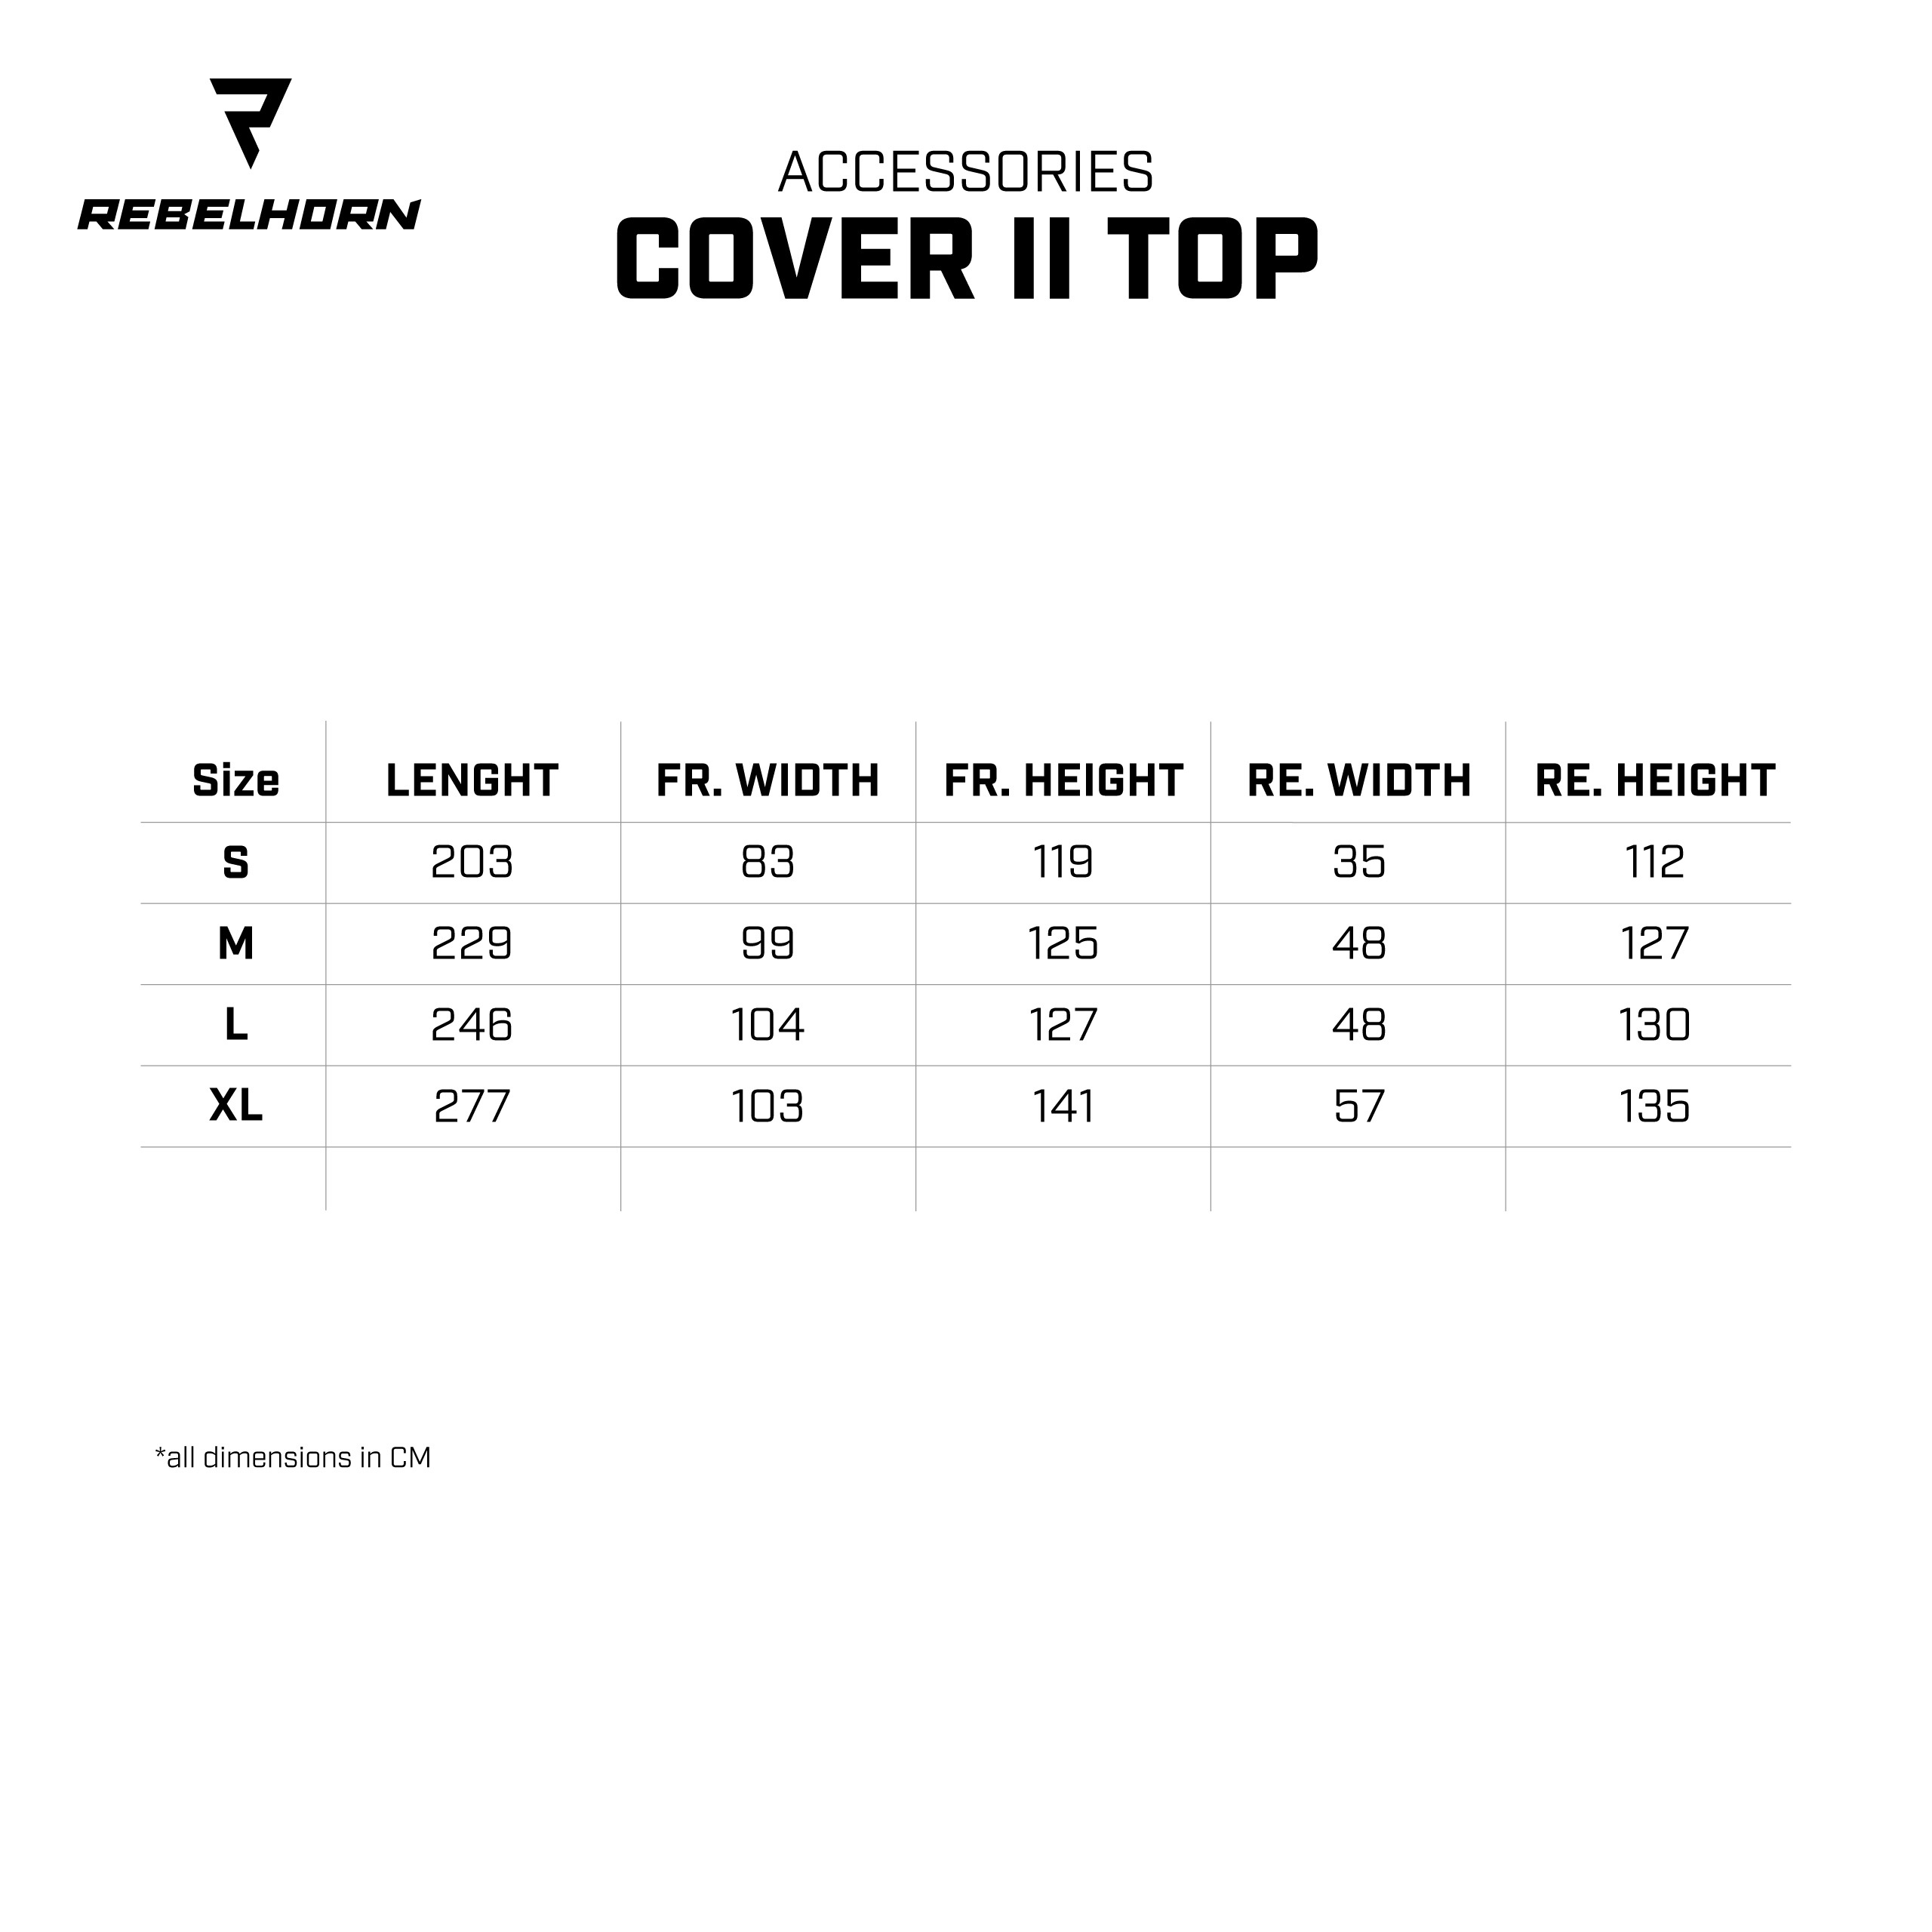 REBELHORN
ACCESSORIES
COVER II TOP
Size LENGHT FR. WIDTH FR. HEIGHT RE. WIDTH RE. HEIGHT
S 203 83 119 35 112
M 229 99 125 48 127
L 246 104 127 48 130
XL 277 103 141 57 135
*all dimensions in CM